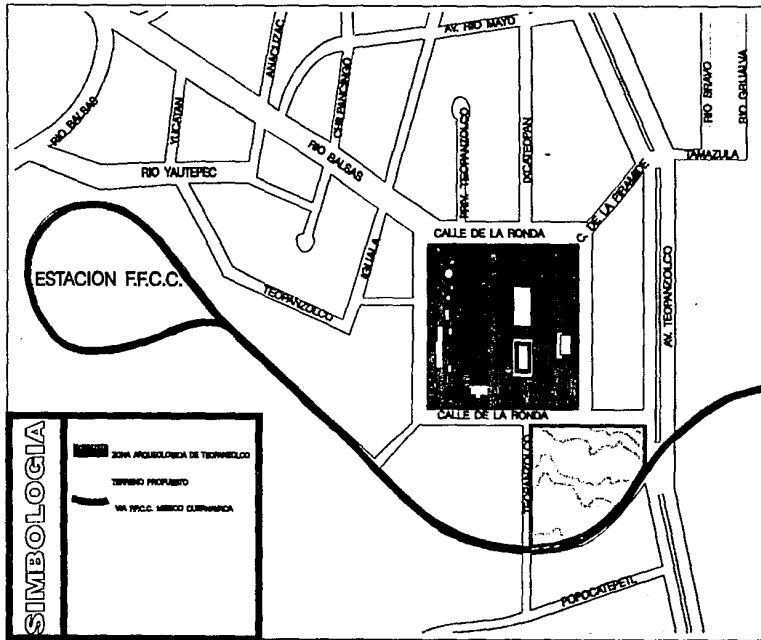 AV. RIO MAYO
ANACUZAC
CHILPANCINGO
RIO BRAVO
RIO GRIJALVA
RIO BALSAS
YUCATAN
RIO BALSAS
PRIV. TEOPANZOLCO
IXCATEOPAN
TAMAZULA
RIO YAUTEPEC
C. DE LA PIRAMIDE
CALLE DE LA RONDA
IGUALA
AV. TEOPANZOLCO
ESTACION F.F.C.C.
TEOPANZOLCO
CALLE DE LA RONDA
TEOPANZOLCO
POPOCATEPETL
SIMBOLOGIA
ZONA ARQUEOLOGICA DE TEOPANZOLCO
TERRENO PROPUESTO
VIA FF.C.C. MEXICO CUERNAVACA